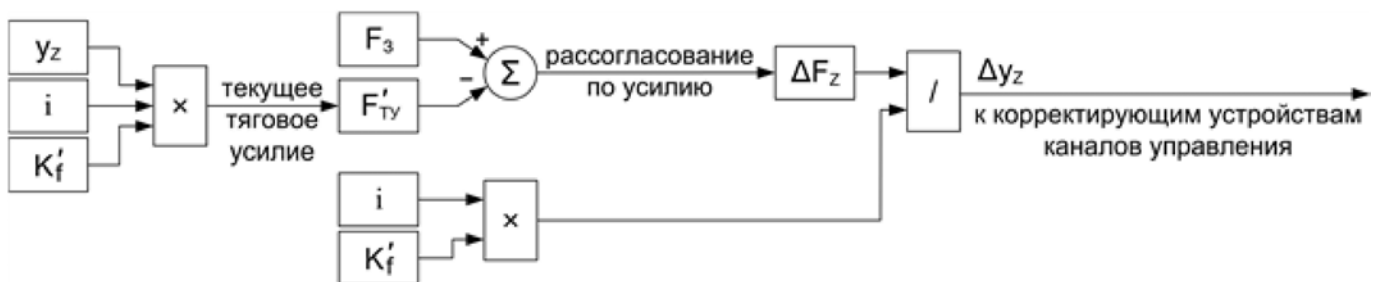 y_z
i
K'_f
×
текущее
тяговое
усилие
F_З
F'_ТУ
+
−
Σ
рассогласование
по усилию
ΔF_Z
i
K'_f
×
/
Δy_z
к корректирующим устройствам
каналов управления